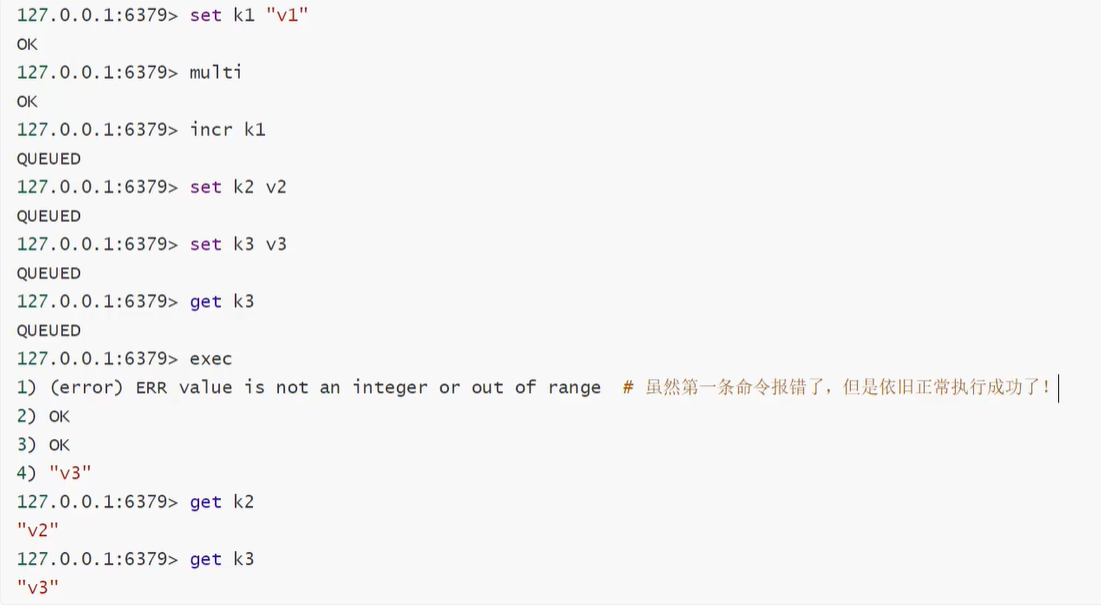 127.0.0.1:6379> set k1 "v1"
OK
127.0.0.1:6379> multi
OK
127.0.0.1:6379> incr k1
QUEUED
127.0.0.1:6379> set k2 v2
QUEUED
127.0.0.1:6379> set k3 v3
QUEUED
127.0.0.1:6379> get k3
QUEUED
127.0.0.1:6379> exec
1) (error) ERR value is not an integer or out of range  # 虽然第一条命令报错了，但是依旧正常执行成功了！
2) OK
3) OK
4) "v3"
127.0.0.1:6379> get k2
"v2"
127.0.0.1:6379> get k3
"v3"